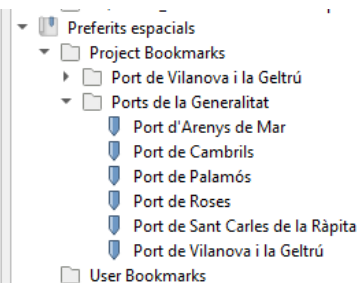 Preferits espacials
Project Bookmarks
Port de Vilanova i la Geltrú
Ports de la Generalitat
Port d'Arenys de Mar
Port de Cambrils
Port de Palamós
Port de Roses
Port de Sant Carles de la Ràpita
Port de Vilanova i la Geltrú
User Bookmarks